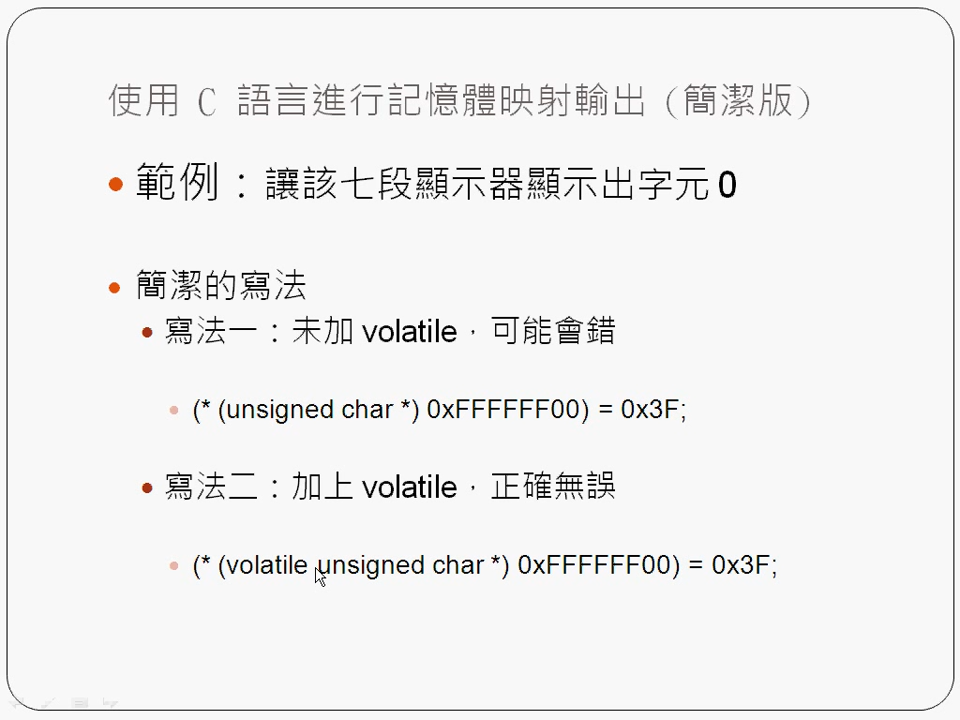 使用 C 語言進行記憶體映射輸出 (簡潔版)
範例：讓該七段顯示器顯示出字元 0
簡潔的寫法
寫法一：未加 volatile，可能會錯
(* (unsigned char *) 0xFFFFFF00) = 0x3F;
寫法二：加上 volatile，正確無誤
(* (volatile unsigned char *) 0xFFFFFF00) = 0x3F;